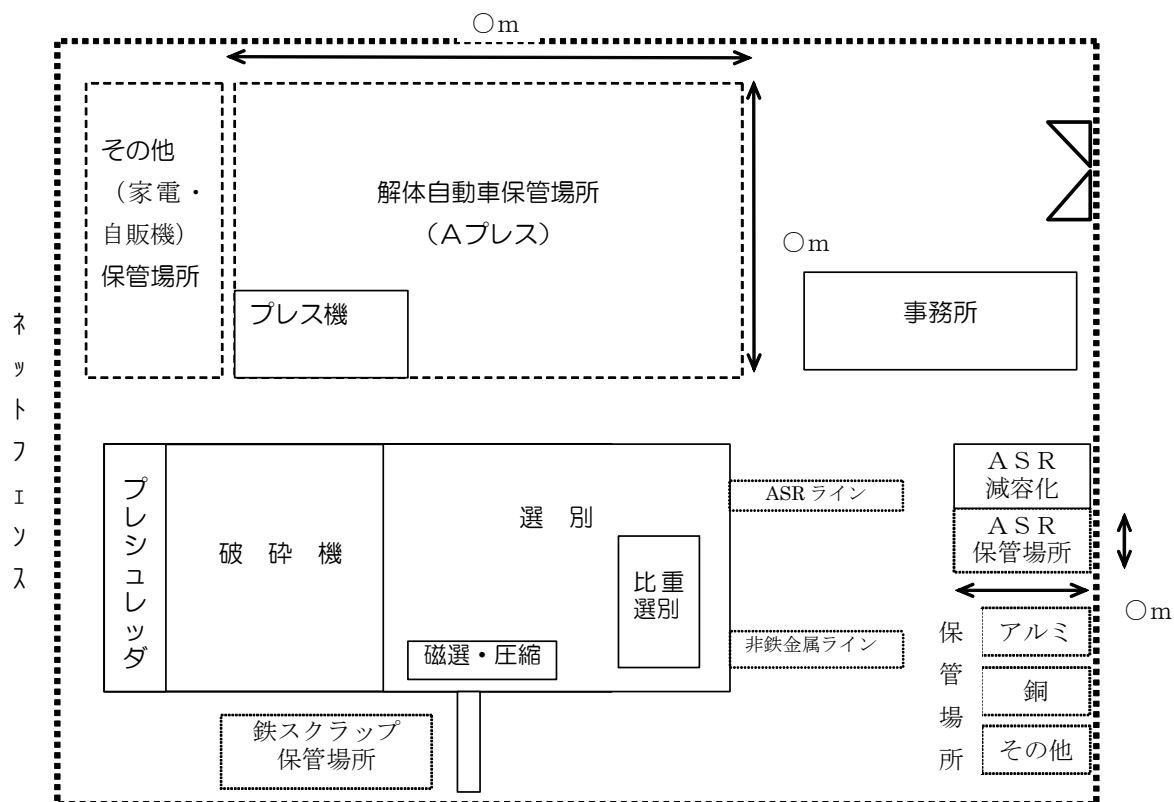 ○m
その他
(家電・
自販機)
保管場所
解体自動車保管場所
(Aプレス)
○m
プレス機
事務所
ネットフェンス
プレシュレッダ
破砕機
選別
比重
選別
磁選・圧縮
ASRライン
非鉄金属ライン
ASR
減容化
ASR
保管場所
○m
保管場所
アルミ
銅
その他
鉄スクラップ
保管場所